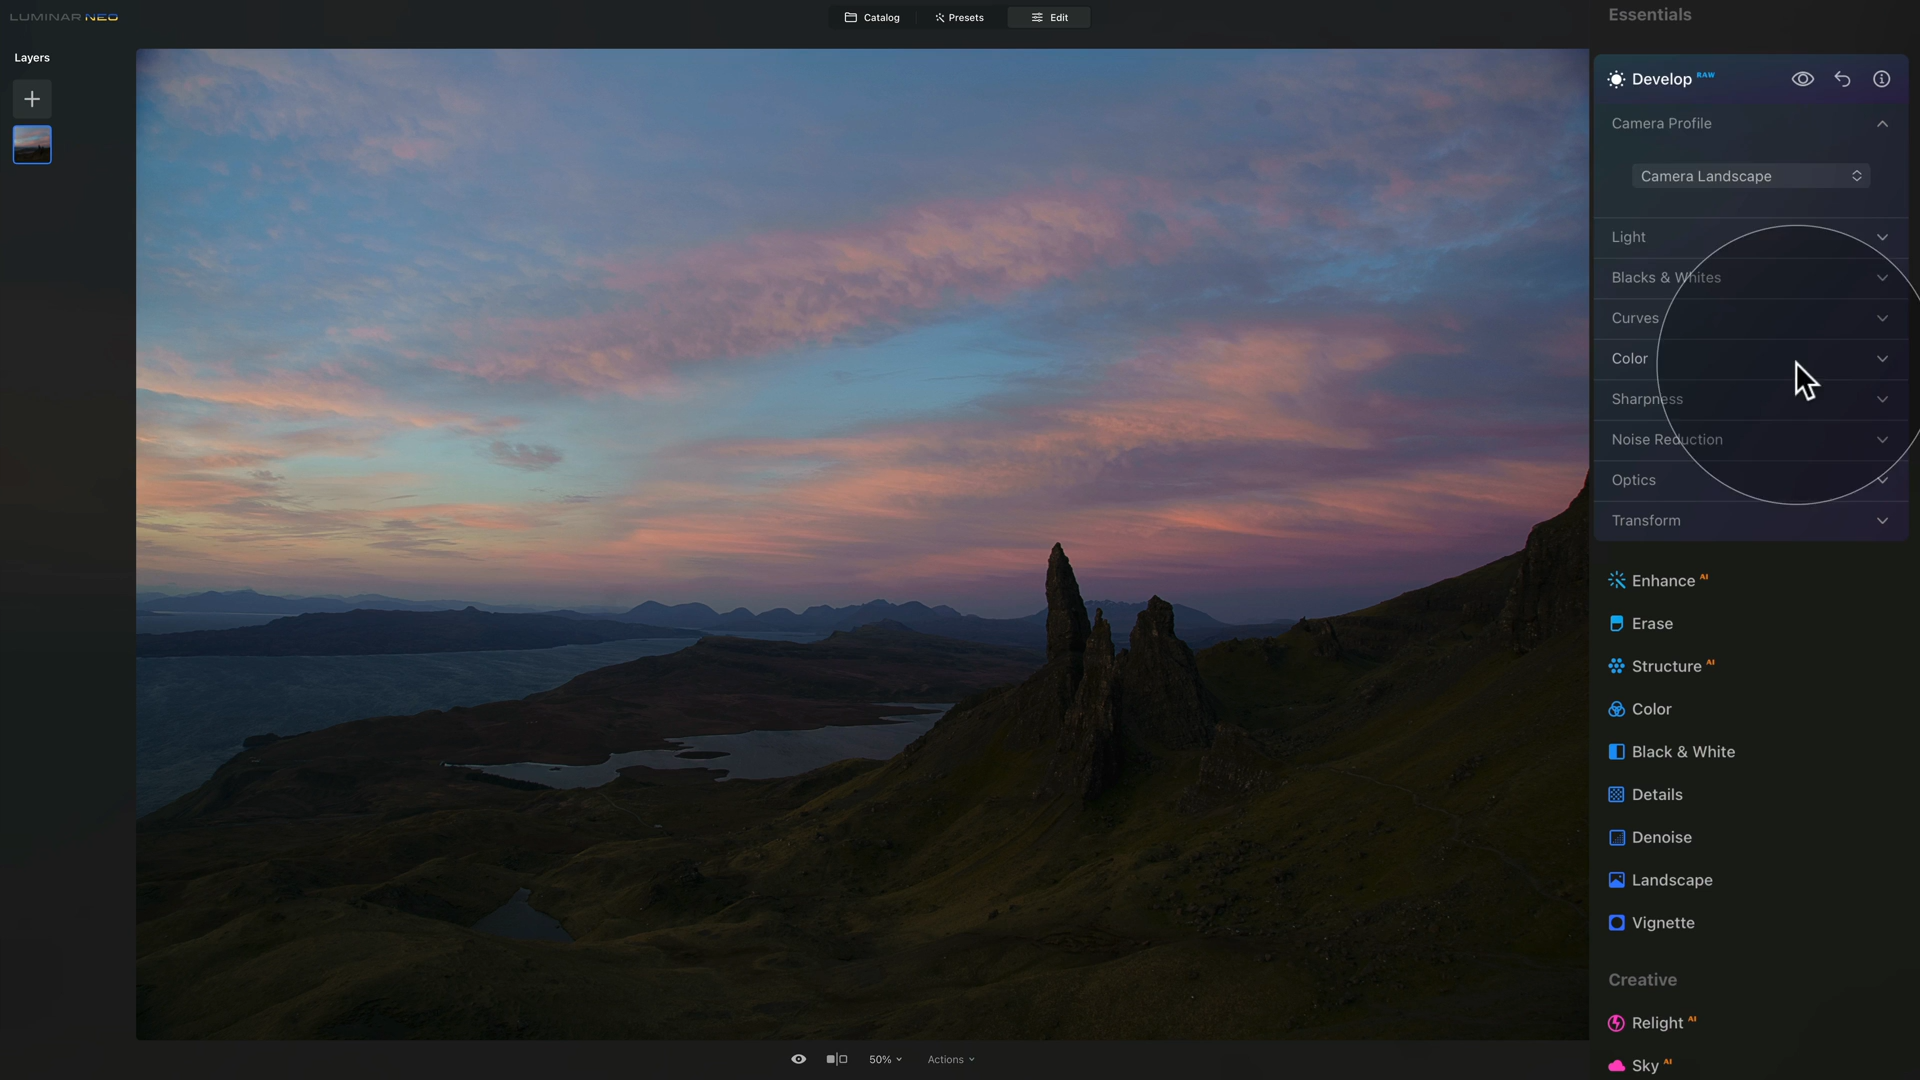 LUMINAR NEO
Catalog
Presets
Edit
Layers
Essentials
Develop RAW
Camera Profile
Camera Landscape
Light
Blacks & Whites
Curves
Color
Sharpness
Noise Reduction
Optics
Transform
Enhance AI
Erase
Structure AI
Color
Black & White
Details
Denoise
Landscape
Vignette
Creative
Relight AI
Sky AI
50%
Actions